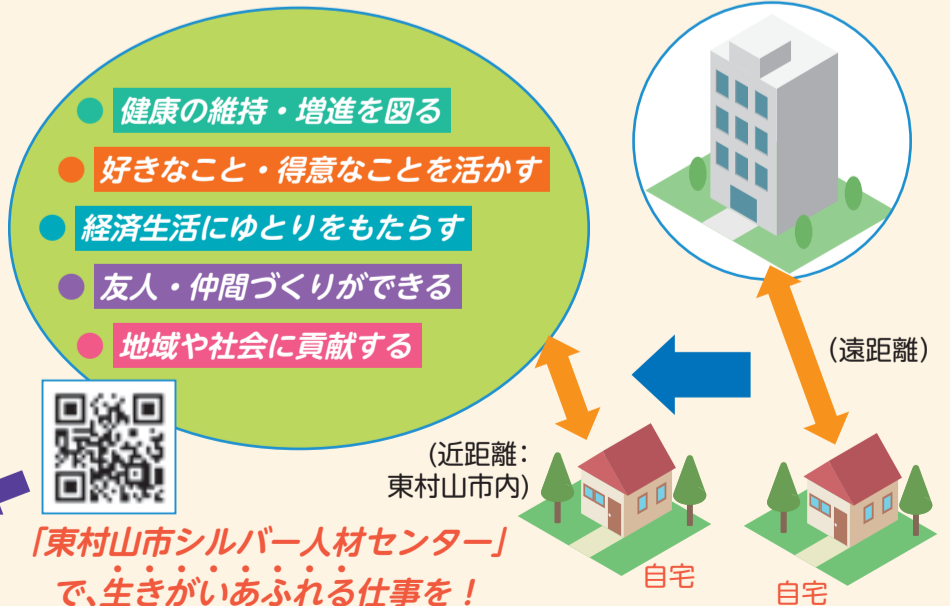 健康の維持・増進を図る
好きなこと・得意なことを活かす
経済生活にゆとりをもたらす
友人・仲間づくりができる
地域や社会に貢献する
(遠距離)
(近距離:
東村山市内)
「東村山市シルバー人材センター」
で、生きがいあふれる仕事を!
自宅
自宅